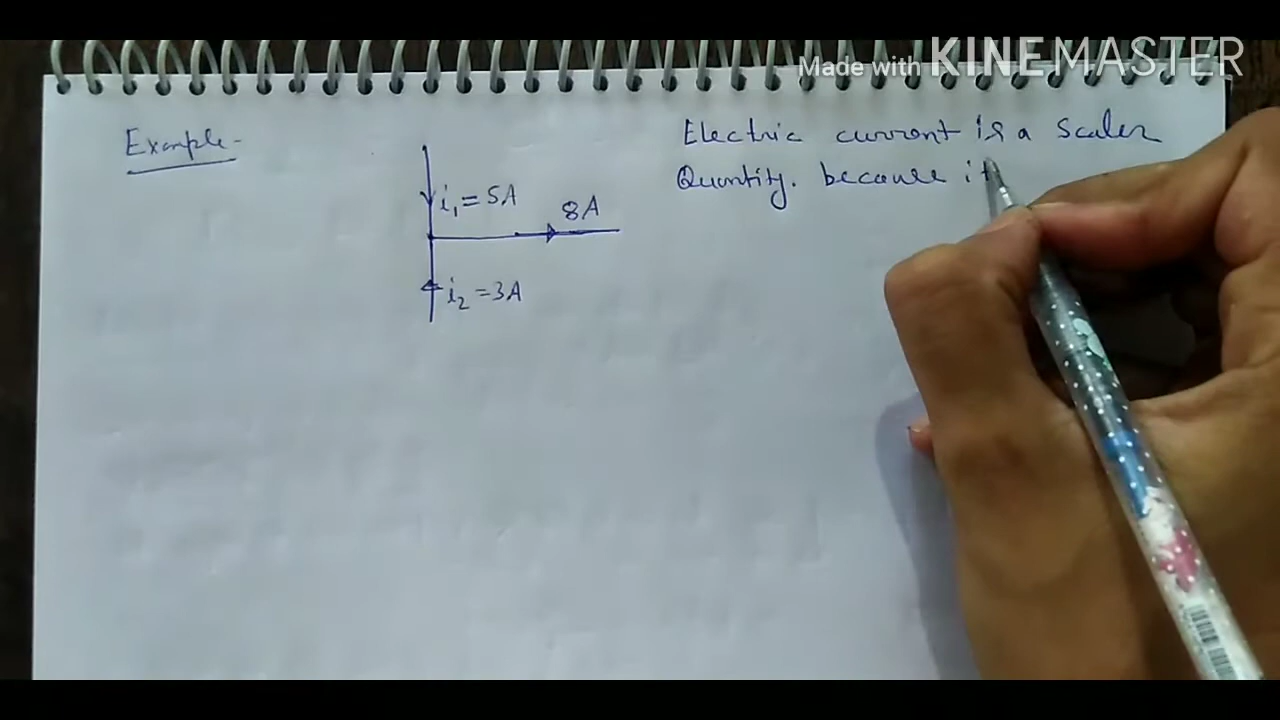 Made with KINEMASTER
Example-
Electric current is a Scaler
Quantity. because it
i₁ = 5A
8A
i₂ = 3A